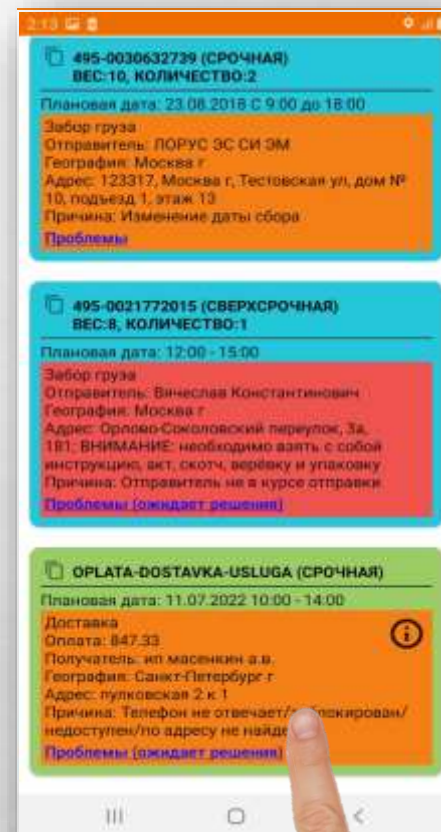 2:13
495-0030632739 (СРОЧНАЯ)
ВЕС:10, КОЛИЧЕСТВО:2
Плановая дата: 23.08.2018 С 9:00 до 18:00
Забор груза
Отправитель: ЛОРУС ЭС СИ ЭМ
География: Москва г
Адрес: 123317, Москва г, Тестовская ул, дом №
10, подъезд 1, этаж 13
Причина: Изменение даты сбора
Проблемы
495-0021772015 (СВЕРХСРОЧНАЯ)
ВЕС:8, КОЛИЧЕСТВО:1
Плановая дата: 12:00 - 15:00
Забор груза
Отправитель: Вячеслав Константинович
География: Москва г
Адрес: Орлово-Соколовский переулок, 3а,
181; ВНИМАНИЕ: необходимо взять с собой
инструкцию, акт, скотч, верёвку и упаковку
Причина: Отправитель не в курсе отправки
Проблемы (ожидает решения)
OPLATA-DOSTAVKA-USLUGA (СРОЧНАЯ)
Плановая дата: 11.07.2022 10:00 - 14:00
Доставка
Оплата: 847.33
Получатель: ип масенкин а.в.
География: Санкт-Петербург г
Адрес: пулковская 2 к 1
Причина: Телефон не отвечает/
недоступен/по адресу не
Проблемы (ожидает решения)